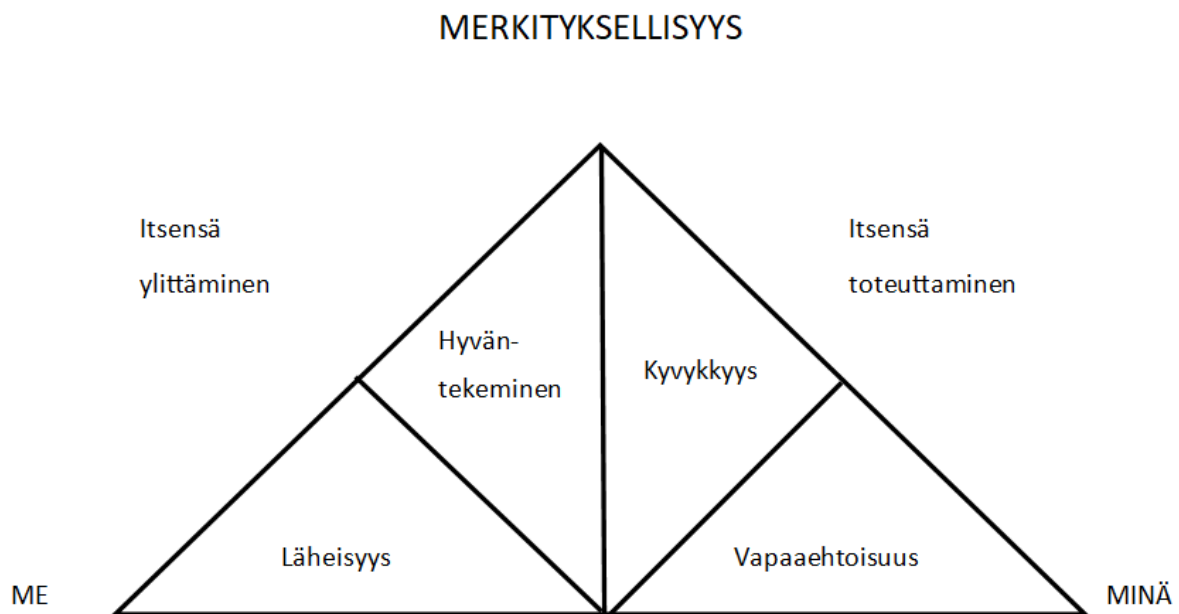 MERKITYKSELLISYYS
Itsensä
ylittäminen
Itsensä
toteuttaminen
Hyvän-
tekeminen
Kyvykkyys
Läheisyys
Vapaaehtoisuus
ME
MINÄ